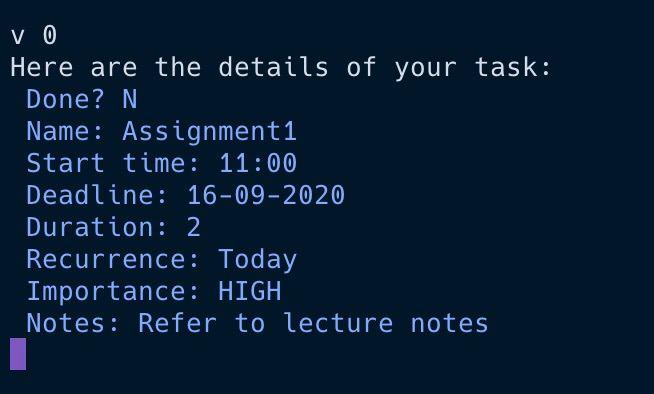 v 0
Here are the details of your task:
Done? N
Name: Assignment1
Start time: 11:00
Deadline: 16-09-2020
Duration: 2
Recurrence: Today
Importance: HIGH
Notes: Refer to lecture notes